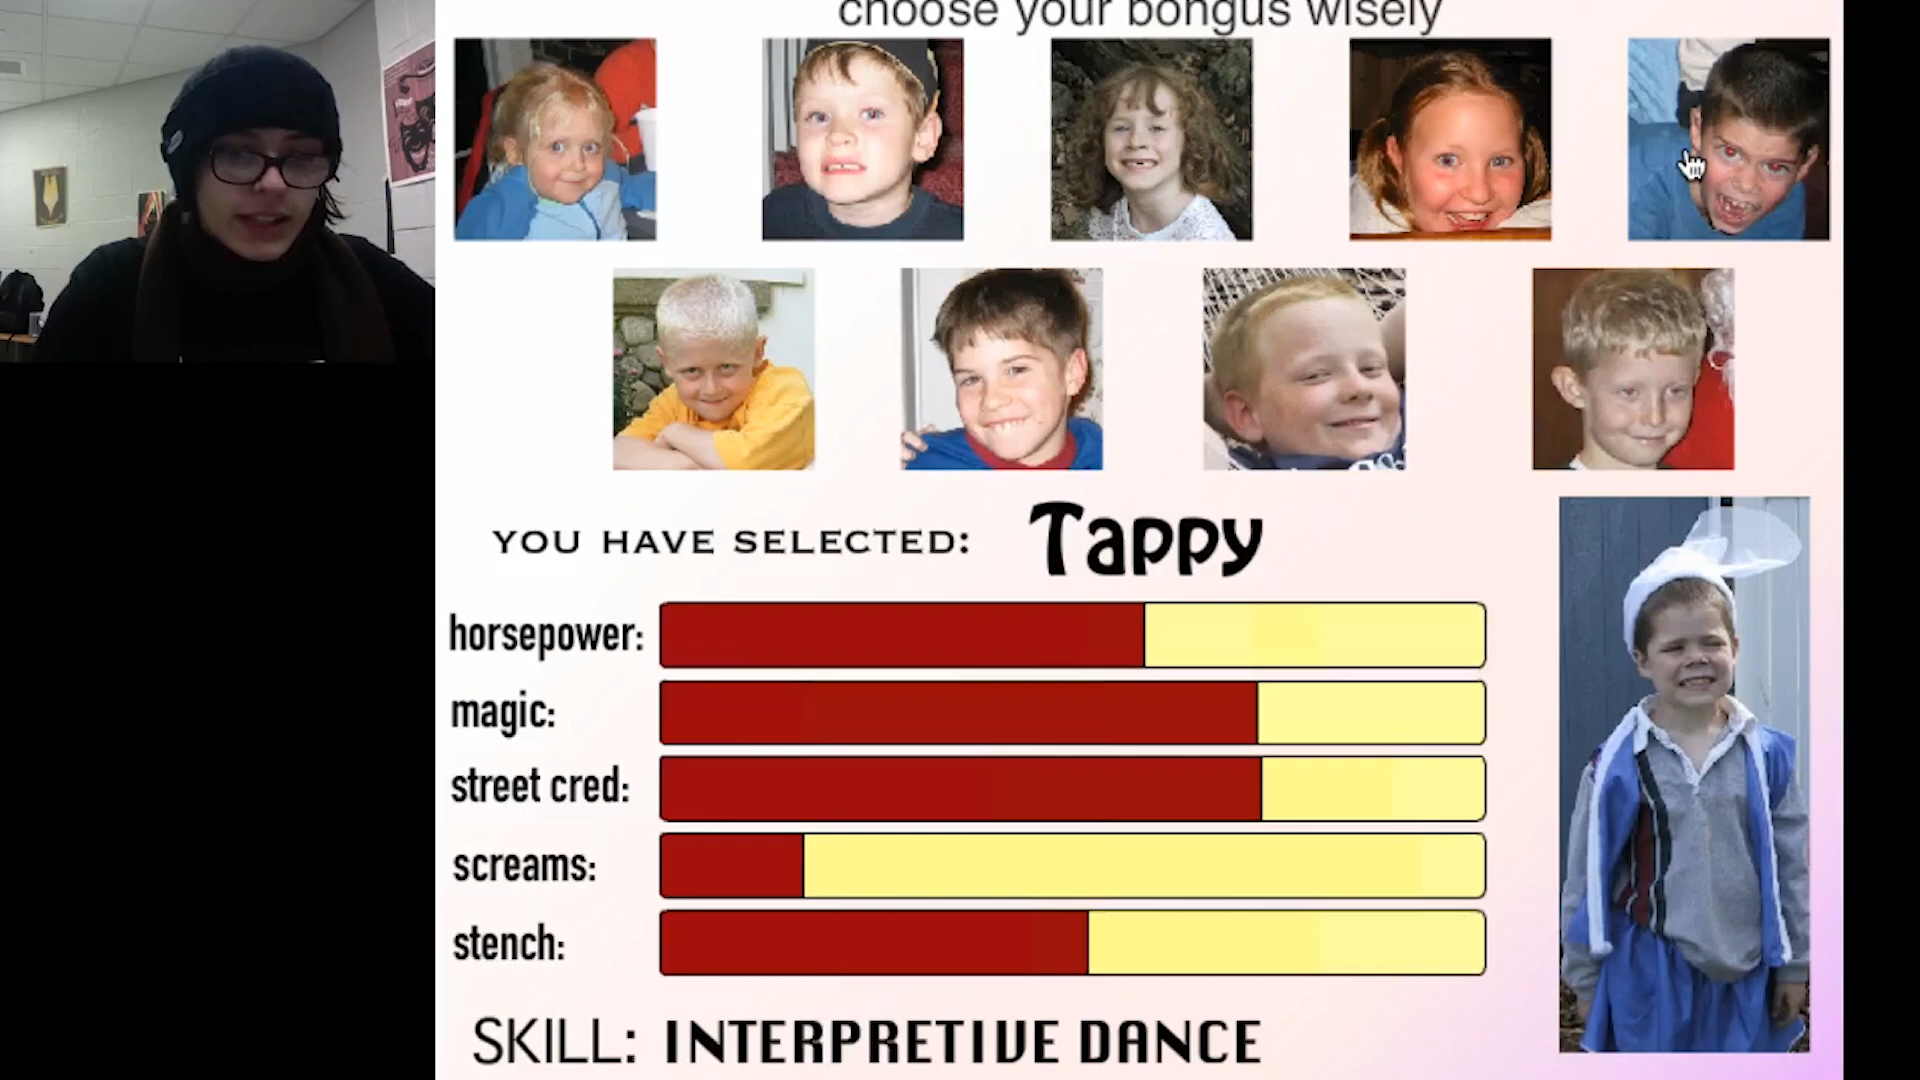 choose your bongus wisely
YOU HAVE SELECTED: Tappy
horsepower:
magic:
street cred:
screams:
stench:
SKILL: INTERPRETIVE DANCE